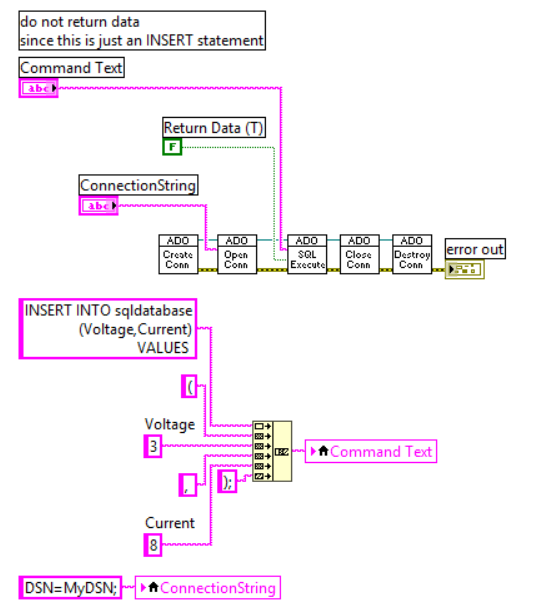 do not return data
since this is just an INSERT statement
Command Text
abc
Return Data (T)
F
ConnectionString
abc
ADO
Create
Conn
ADO
Open
Conn
ADO
SQL
Execute
ADO
Close
Conn
ADO
Destroy
Conn
error out
INSERT INTO sqldatabase
(Voltage,Current)
VALUES
(
Voltage
3
,
);
Command Text
Current
8
DSN=MyDSN;
ConnectionString